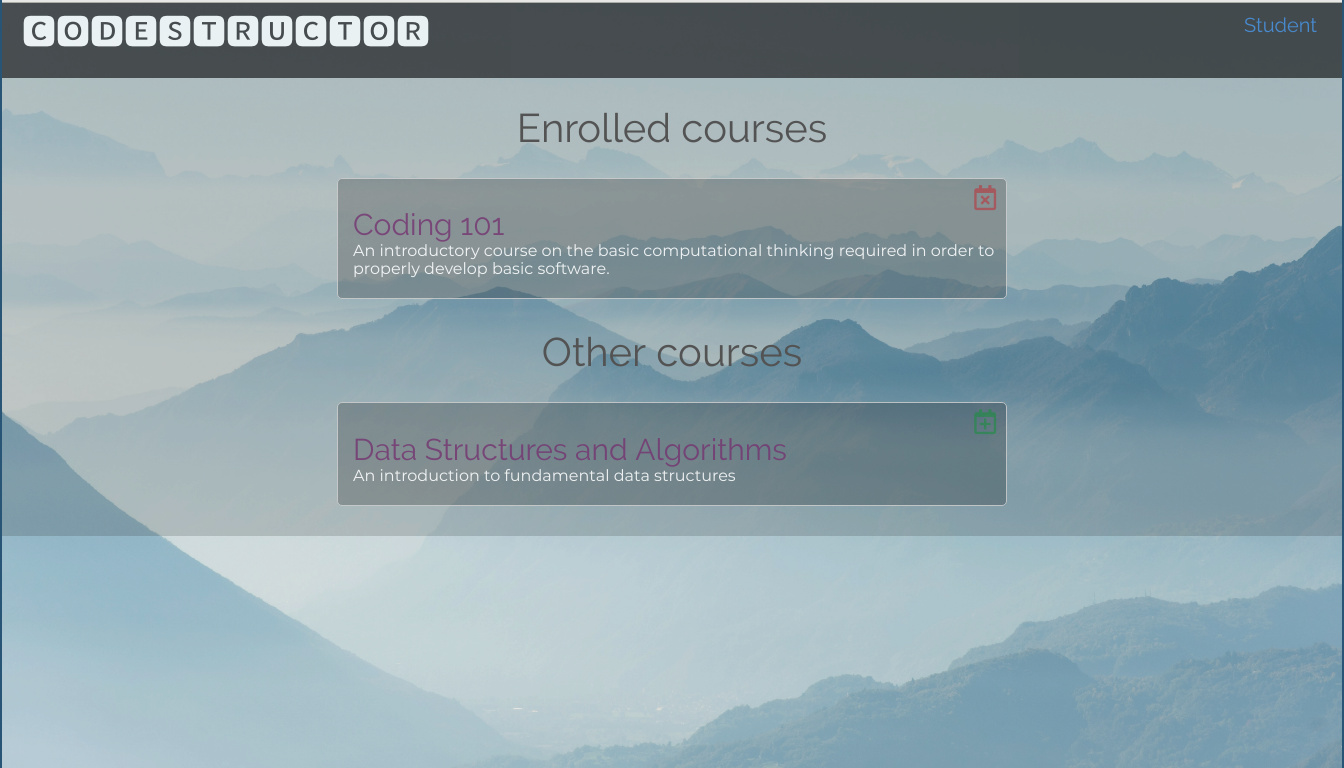 CODESTRUCTOR
Student
Enrolled courses
Coding 101
An introductory course on the basic computational thinking required in order to
properly develop basic software.
Other courses
Data Structures and Algorithms
An introduction to fundamental data structures